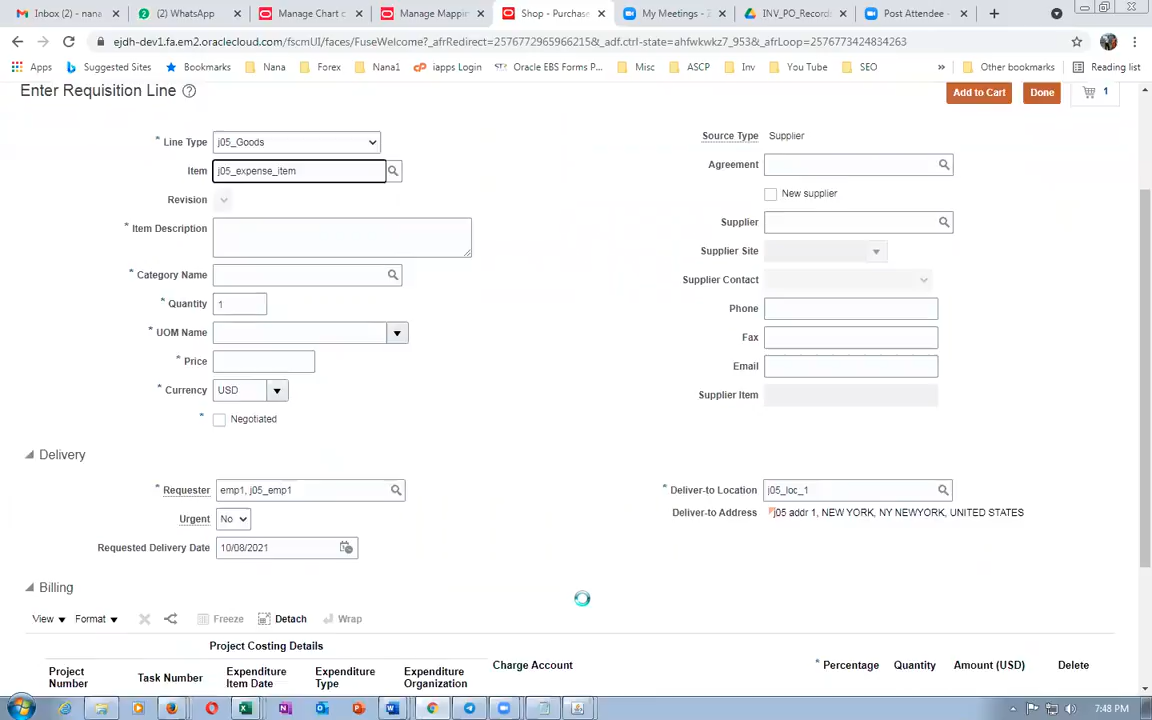 Inbox (2) - nana
(2) WhatsApp
Manage Chart c
Manage Mappin
Shop - Purchase
My Meetings - Z
INV_PO_Record
Post Attendee -
ejdh-dev1.fa.em2.oraclecloud.com/fscmUI/faces/FuseWelcome?_afrRedirect=2576772965966215&_adf.ctrl-state=ahfwkwkz7_953&_afrLoop=2576773424834263
Apps Suggested Sites Bookmarks Nana Forex Nana1 iapps Login Oracle EBS Forms P... Misc ASCP Inv You Tube SEO » Other bookmarks Reading list
Enter Requisition Line
Add to Cart Done 1
* Line Type j05_Goods
Source Type Supplier
Item j05_expense_item
Agreement
Revision
New supplier
* Item Description
Supplier
Supplier Site
* Category Name
Supplier Contact
* Quantity 1
Phone
* UOM Name
Fax
* Price
Email
* Currency USD
Supplier Item
* Negotiated
Delivery
* Requester emp1, j05_emp1
* Deliver-to Location j05_loc_1
Urgent No
Deliver-to Address j05 addr 1, NEW YORK, NY NEWYORK, UNITED STATES
Requested Delivery Date 10/08/2021
Billing
View Format Freeze Detach Wrap
Project Costing Details
Project Number
Task Number
Expenditure Item Date
Expenditure Type
Expenditure Organization
Charge Account
* Percentage
Quantity
Amount (USD)
Delete
7:48 PM